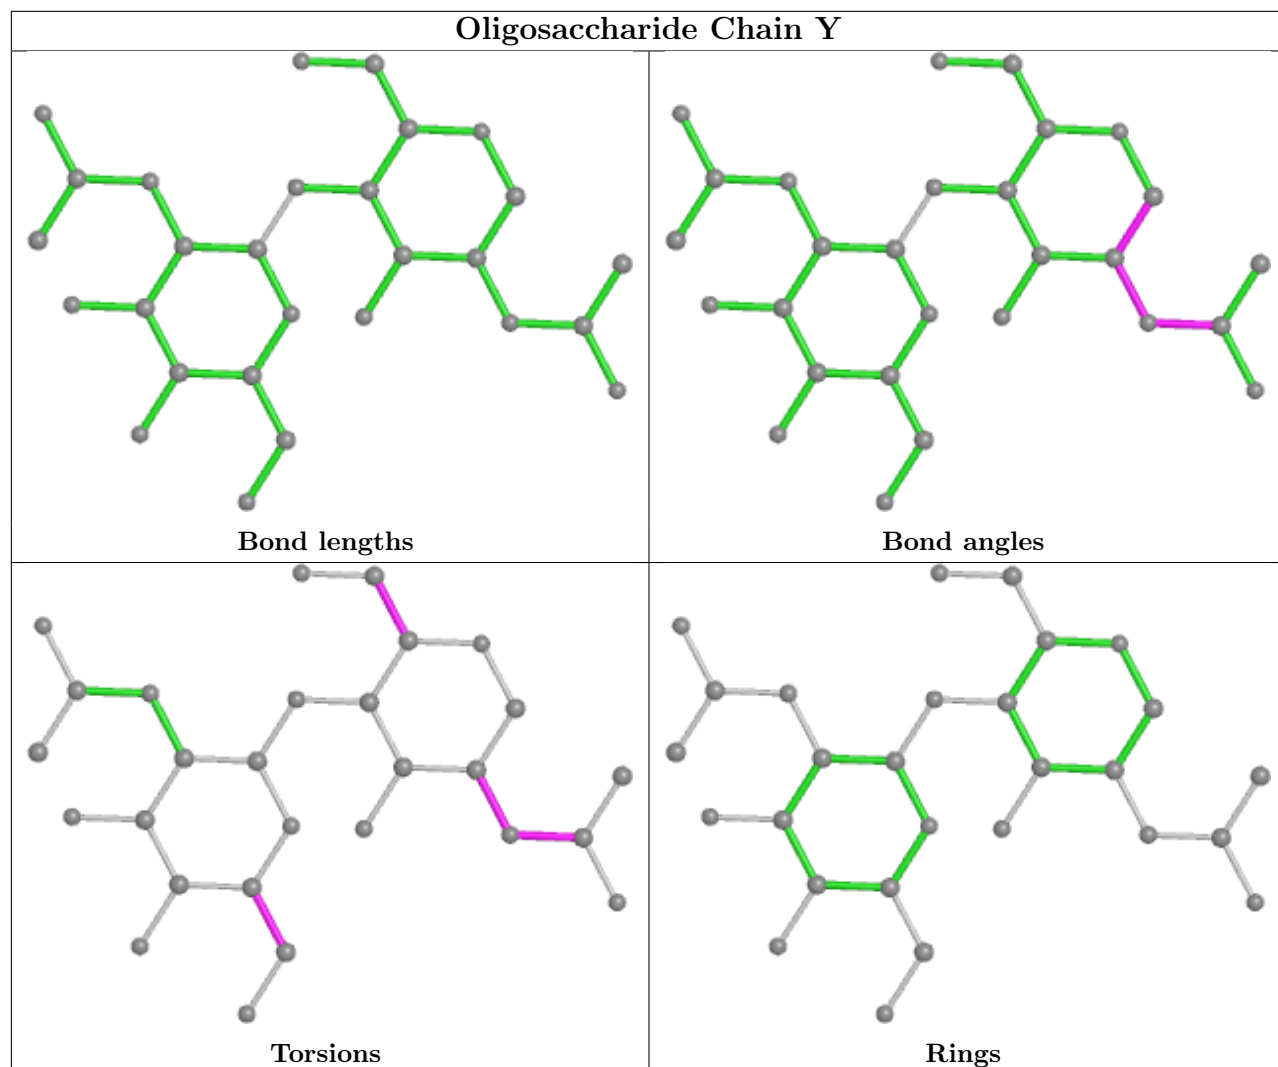 Oligosaccharide Chain Y
Bond lengths
Bond angles
Torsions
Rings